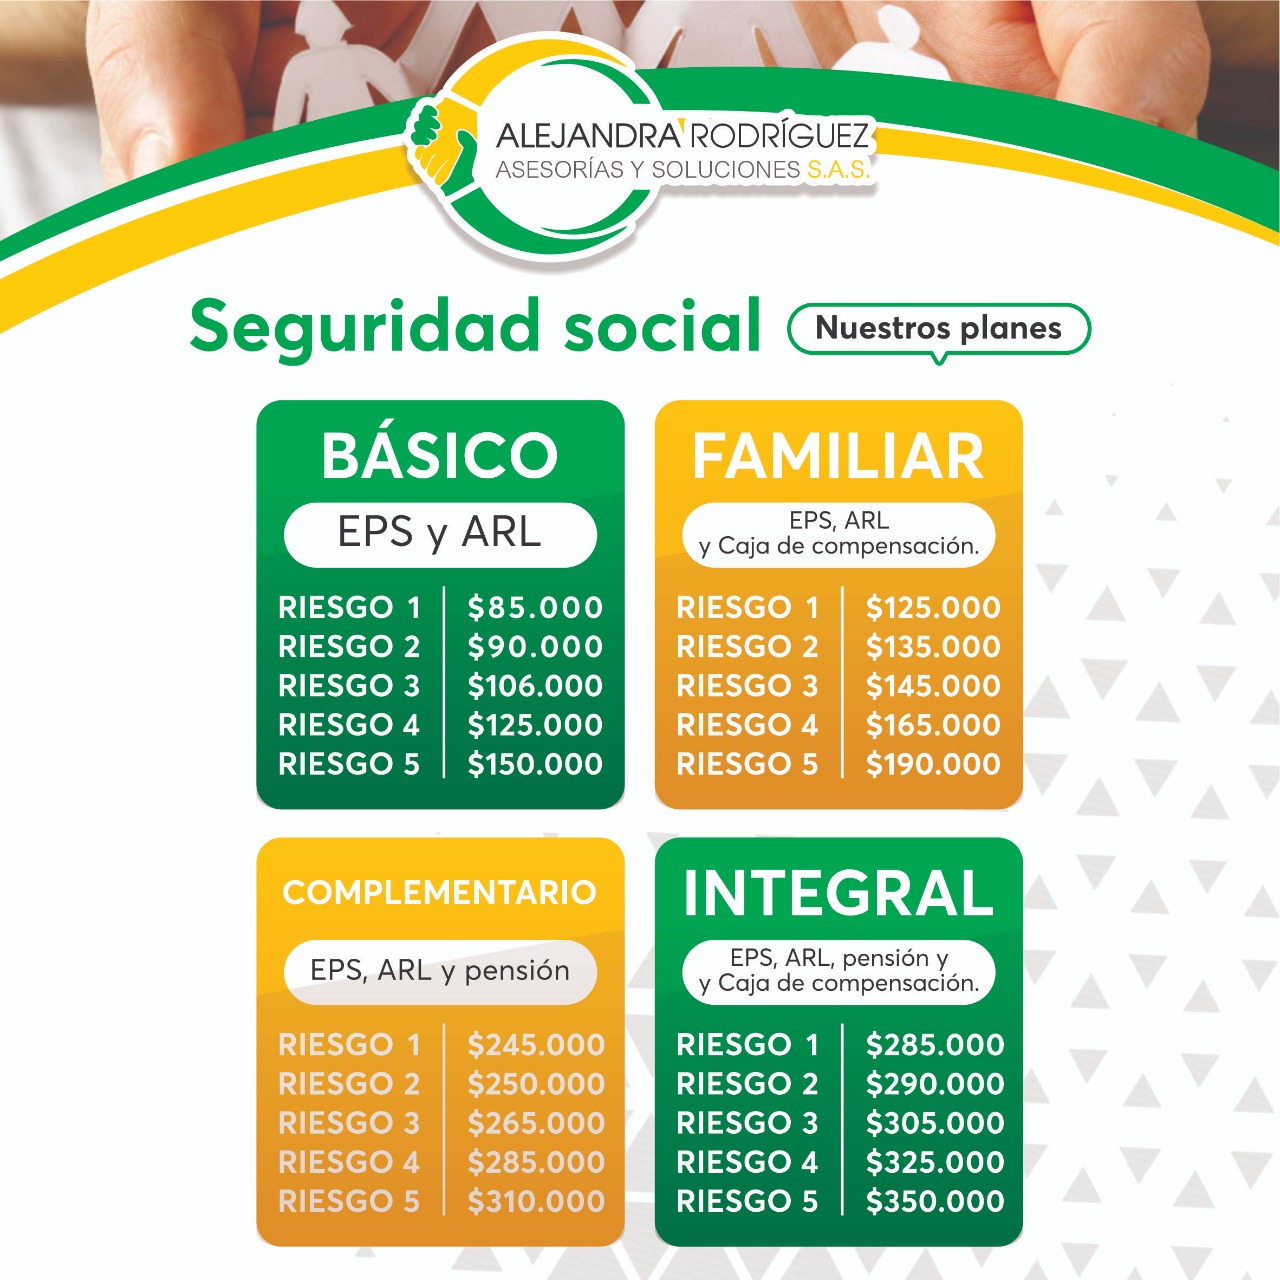 ALEJANDRA RODRÍGUEZ
ASESORÍAS Y SOLUCIONES S.A.S.
Seguridad social
Nuestros planes
BÁSICO
EPS y ARL
RIESGO 1 $85.000
RIESGO 2 $90.000
RIESGO 3 $106.000
RIESGO 4 $125.000
RIESGO 5 $150.000
FAMILIAR
EPS, ARL
y Caja de compensación.
RIESGO 1 $125.000
RIESGO 2 $135.000
RIESGO 3 $145.000
RIESGO 4 $165.000
RIESGO 5 $190.000
COMPLEMENTARIO
EPS, ARL y pensión
RIESGO 1 $245.000
RIESGO 2 $250.000
RIESGO 3 $265.000
RIESGO 4 $285.000
RIESGO 5 $310.000
INTEGRAL
EPS, ARL, pensión y
y Caja de compensación.
RIESGO 1 $285.000
RIESGO 2 $290.000
RIESGO 3 $305.000
RIESGO 4 $325.000
RIESGO 5 $350.000